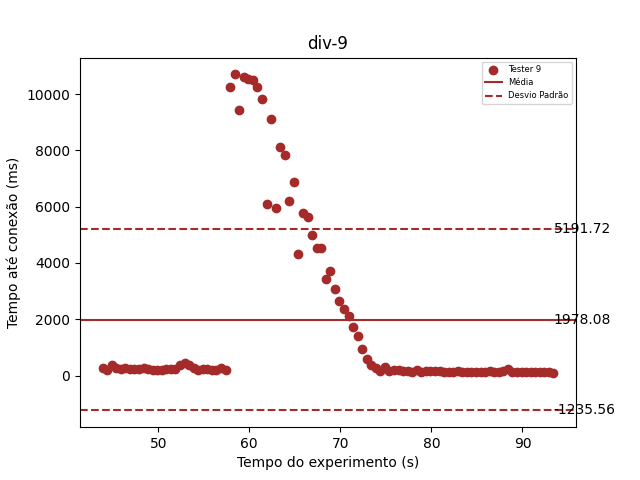 div-9
Tester 9
Média
Desvio Padrão
Tempo até conexão (ms)
10000
8000
6000
4000
2000
0
5191.72
1978.08
-1235.56
50
60
70
80
90
Tempo do experimento (s)